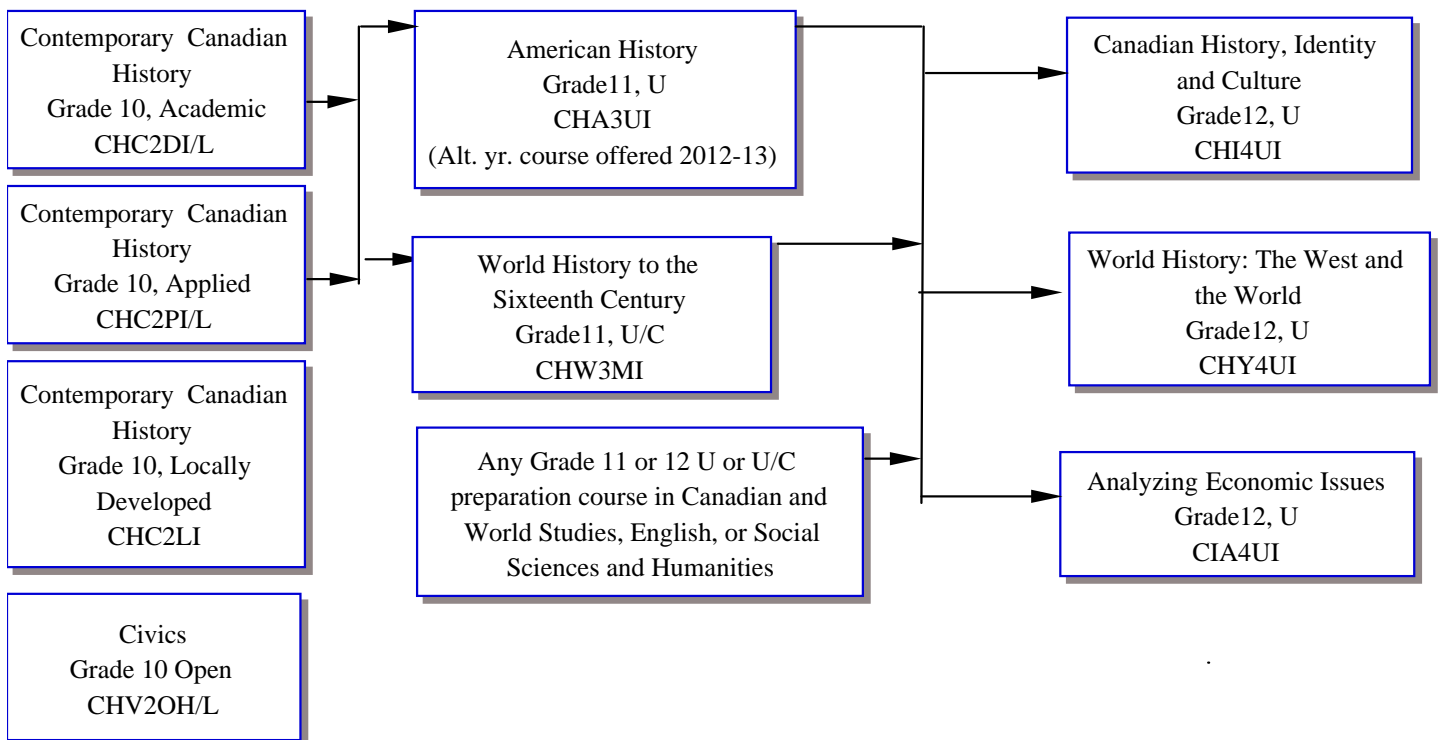 Contemporary Canadian
History
Grade 10, Academic
CHC2DI/L
Contemporary Canadian
History
Grade 10, Applied
CHC2PI/L
Contemporary Canadian
History
Grade 10, Locally
Developed
CHC2LI
Civics
Grade 10 Open
CHV2OH/L
American History
Grade11, U
CHA3UI
(Alt. yr. course offered 2012-13)
World History to the
Sixteenth Century
Grade11, U/C
CHW3MI
Any Grade 11 or 12 U or U/C
preparation course in Canadian and
World Studies, English, or Social
Sciences and Humanities
Canadian History, Identity
and Culture
Grade12, U
CHI4UI
World History: The West and
the World
Grade12, U
CHY4UI
Analyzing Economic Issues
Grade12, U
CIA4UI
.